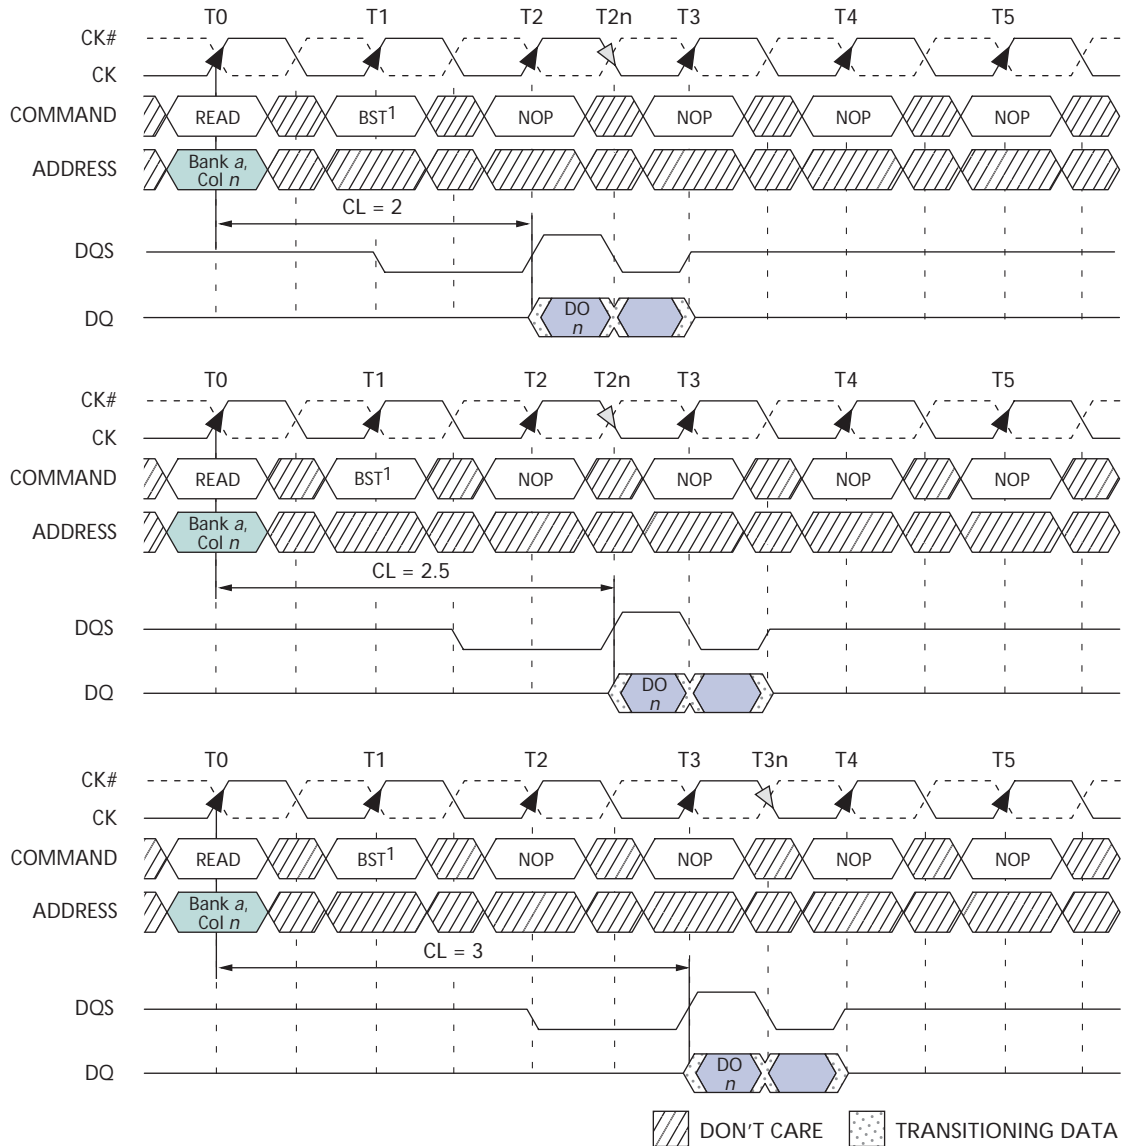 T0 T1 T2 T2n T3 T4 T5
CK#
CK
COMMAND READ BST1 NOP NOP NOP NOP
ADDRESS Bank a,
Col n
CL = 2
DQS
DQ DO
n
T0 T1 T2 T2n T3 T4 T5
CK#
CK
COMMAND READ BST1 NOP NOP NOP NOP
ADDRESS Bank a,
Col n
CL = 2.5
DQS
DQ DO
n
T0 T1 T2 T3 T3n T4 T5
CK#
CK
COMMAND READ BST1 NOP NOP NOP NOP
ADDRESS Bank a,
Col n
CL = 3
DQS
DQ DO
n
DON'T CARE TRANSITIONING DATA